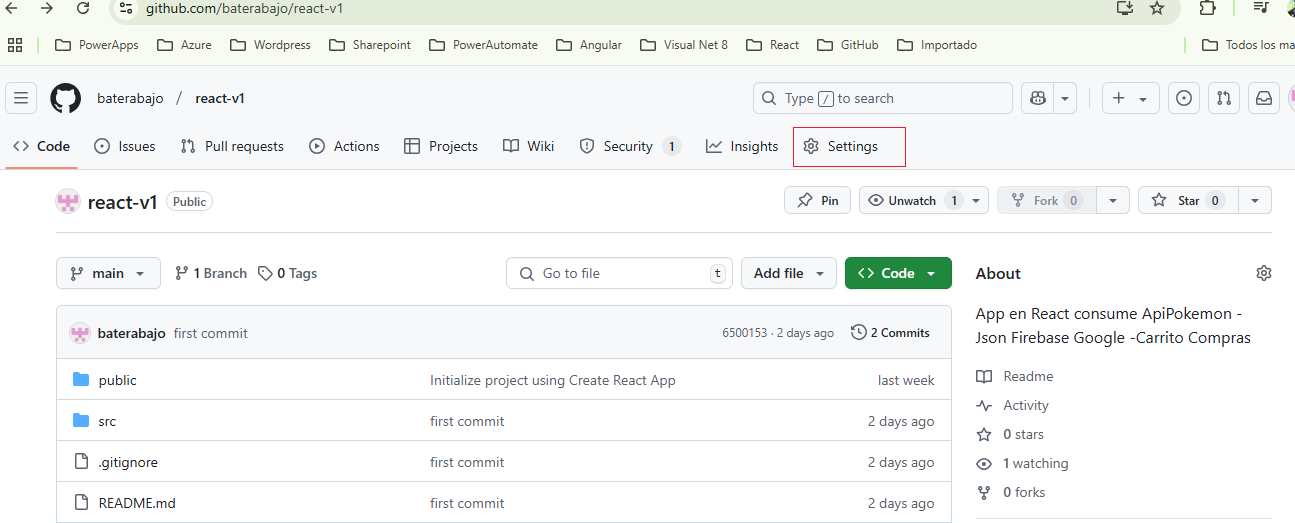 github.com/baterabajo/react-v1
PowerApps Azure Wordpress Sharepoint PowerAutomate Angular Visual Net 8 React GitHub Importado Todos los ma
baterabajo / react-v1 Type / to search
Code Issues Pull requests Actions Projects Wiki Security 1 Insights Settings
react-v1 Public Pin Unwatch 1 Fork 0 Star 0
main 1 Branch 0 Tags Go to file t Add file Code
About
baterabajo first commit 6500153 · 2 days ago 2 Commits
App en React consume ApiPokemon -
Json Firebase Google -Carrito Compras
public Initialize project using Create React App last week
Readme
src first commit 2 days ago
Activity
0 stars
.gitignore first commit 2 days ago
1 watching
0 forks
README.md first commit 2 days ago